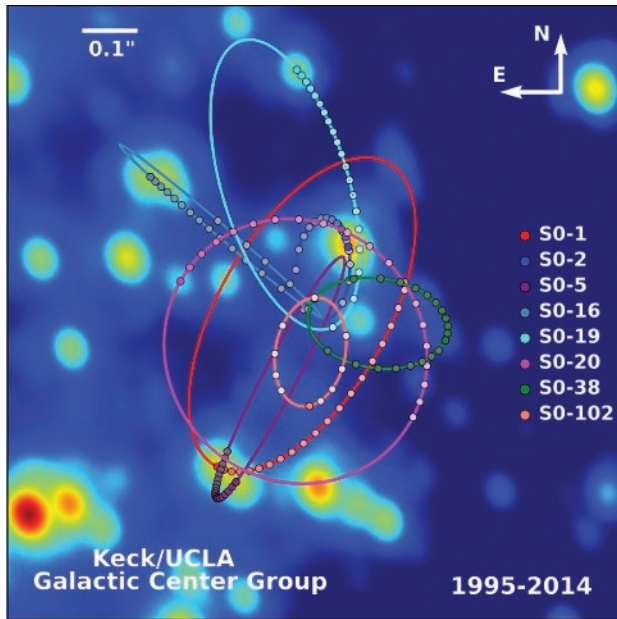 0.1"
N
E
S0-1
S0-2
S0-5
S0-16
S0-19
S0-20
S0-38
S0-102
Keck/UCLA
Galactic Center Group
1995-2014